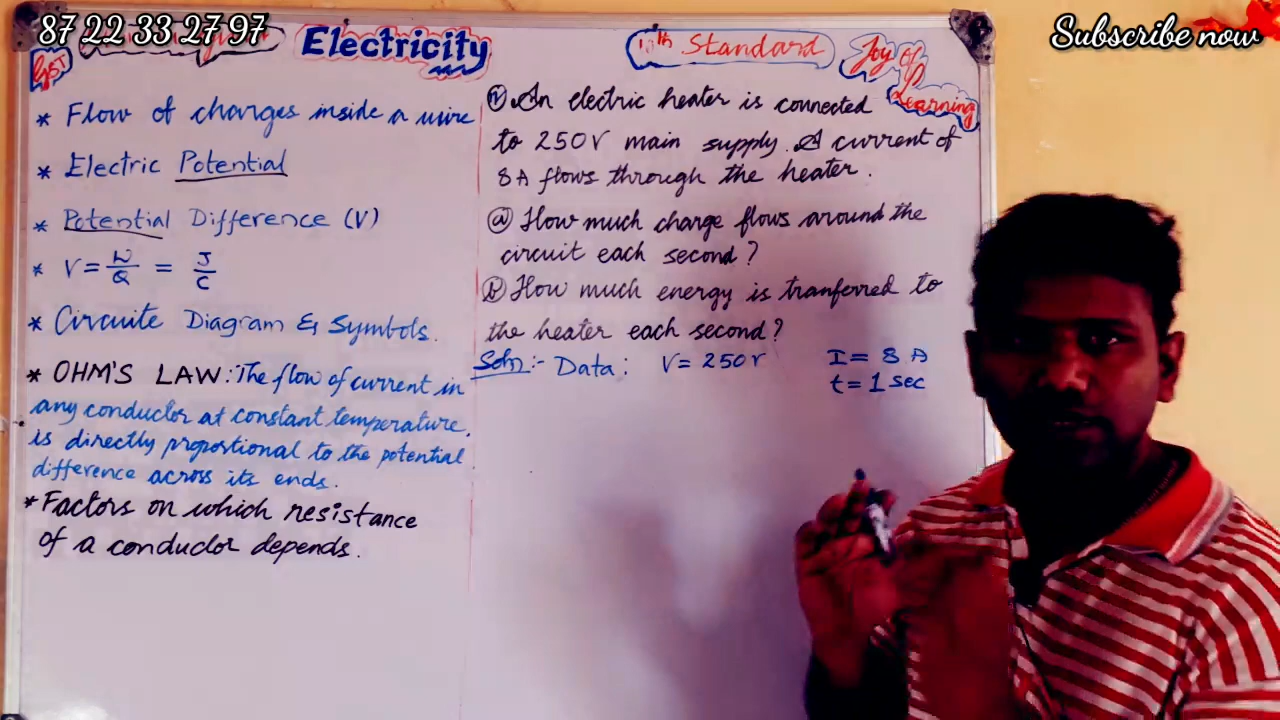 87 22 33 27 97
Subscribe now
Electricity
10th Standard
Joy of
Learning
* Flow of charges inside a wire
* Electric Potential
* Potential Difference (V)
* V = W/Q = J/C
* Circuite Diagram & Symbols.
* OHM'S LAW: The flow of current in
any conductor at constant temperature,
is directly proportional to the potential
difference across its ends.
* Factors on which resistance
of a conductor depends.
An electric heater is connected
to 250V main supply. A current of
8A flows through the heater.
(a) How much charge flows around the
circuit each second?
(b) How much energy is tranferred to
the heater each second?
Soln:- Data: V = 250V I = 8 A
t = 1 sec